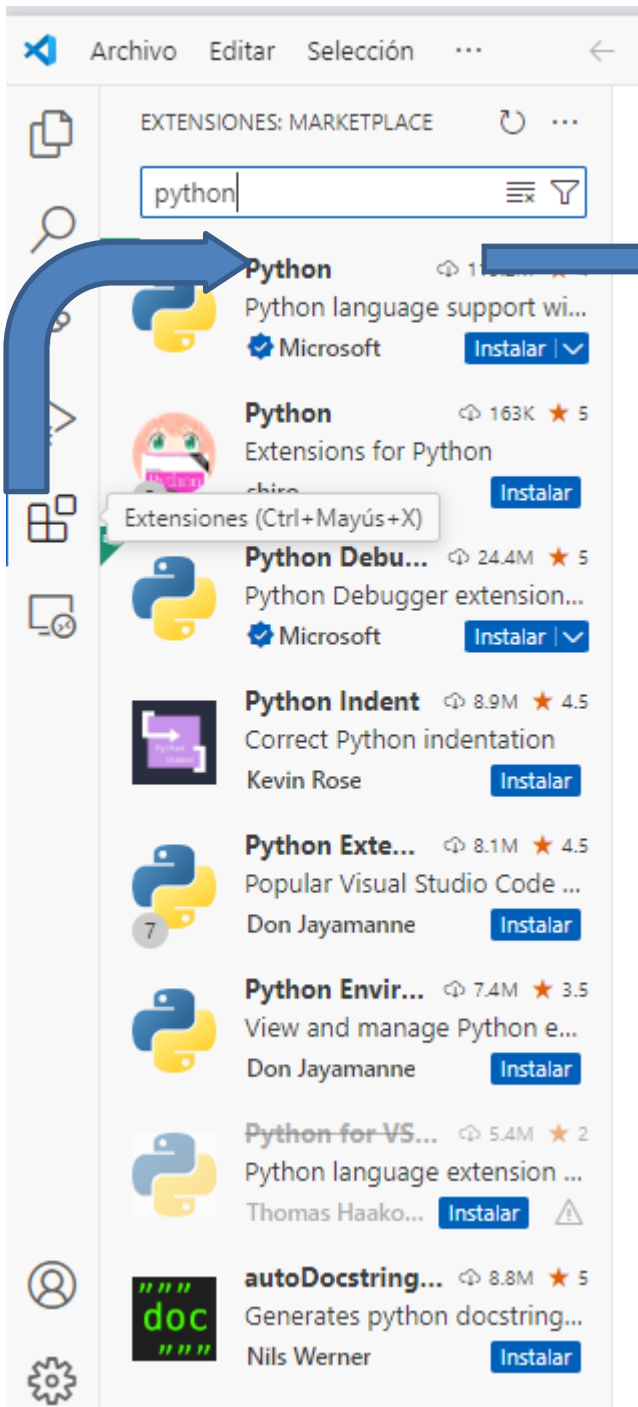 Archivo Editar Selección ...
EXTENSIONES: MARKETPLACE ...
python
Python
Python language support wi...
Microsoft Instalar
Python 163K ★ 5
Extensions for Python
Instalar
Extensiones (Ctrl+Mayús+X)
Python Debu... 24.4M ★ 5
Python Debugger extension...
Microsoft Instalar
Python Indent 8.9M ★ 4.5
Correct Python indentation
Kevin Rose Instalar
Python Exte... 8.1M ★ 4.5
Popular Visual Studio Code ...
7 Don Jayamanne Instalar
Python Envir... 7.4M ★ 3.5
View and manage Python e...
Don Jayamanne Instalar
Python for VS... 5.4M ★ 2
Python language extension ...
Thomas Haako... Instalar
""" autoDocstring... 8.8M ★ 5
doc Generates python docstring...
""" Nils Werner Instalar